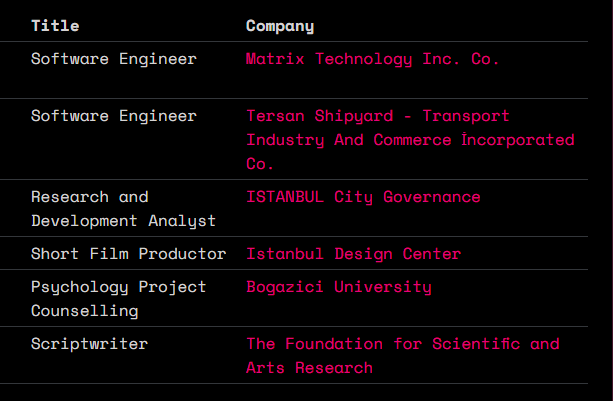 Title Company
Software Engineer Matrix Technology Inc. Co.
Software Engineer Tersan Shipyard - Transport
Industry And Commerce İncorporated
Co.
Research and ISTANBUL City Governance
Development Analyst
Short Film Productor Istanbul Design Center
Psychology Project Bogazici University
Counselling
Scriptwriter The Foundation for Scientific and
Arts Research